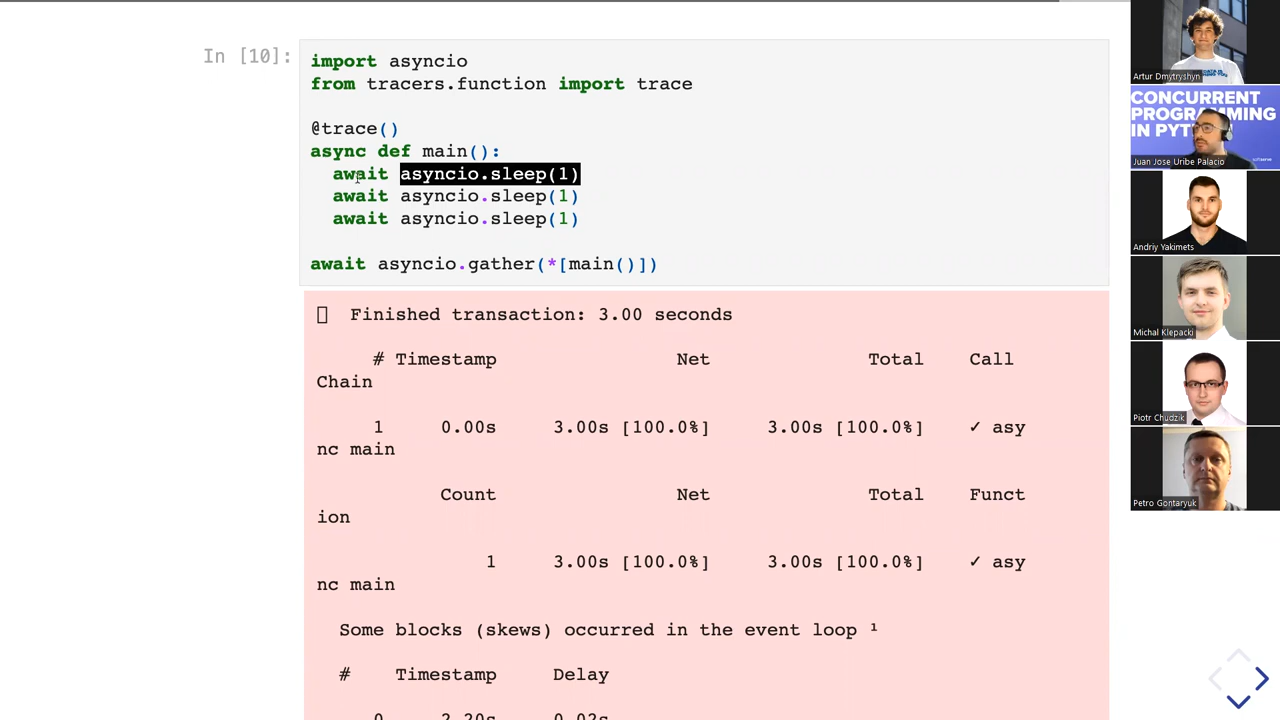 In [10]:
import asyncio
from tracers.function import trace
@trace()
async def main():
await asyncio.sleep(1)
await asyncio.sleep(1)
await asyncio.sleep(1)
await asyncio.gather(*[main()])
Finished transaction: 3.00 seconds
# Timestamp Net Total Call
Chain
1 0.00s 3.00s [100.0%] 3.00s [100.0%] ✓ asy
nc main
Count Net Total Funct
ion
1 3.00s [100.0%] 3.00s [100.0%] ✓ asy
nc main
Some blocks (skews) occurred in the event loop ¹
# Timestamp Delay
0 2.20s 0.02s
Artur Dmytryshyn
CONCURRENT
PROGRAMMING
IN PYT
Juan Jose Uribe Palacio
Andriy Yakimets
Michal Klepacki
Piotr Chudzik
Petro Gontaryuk